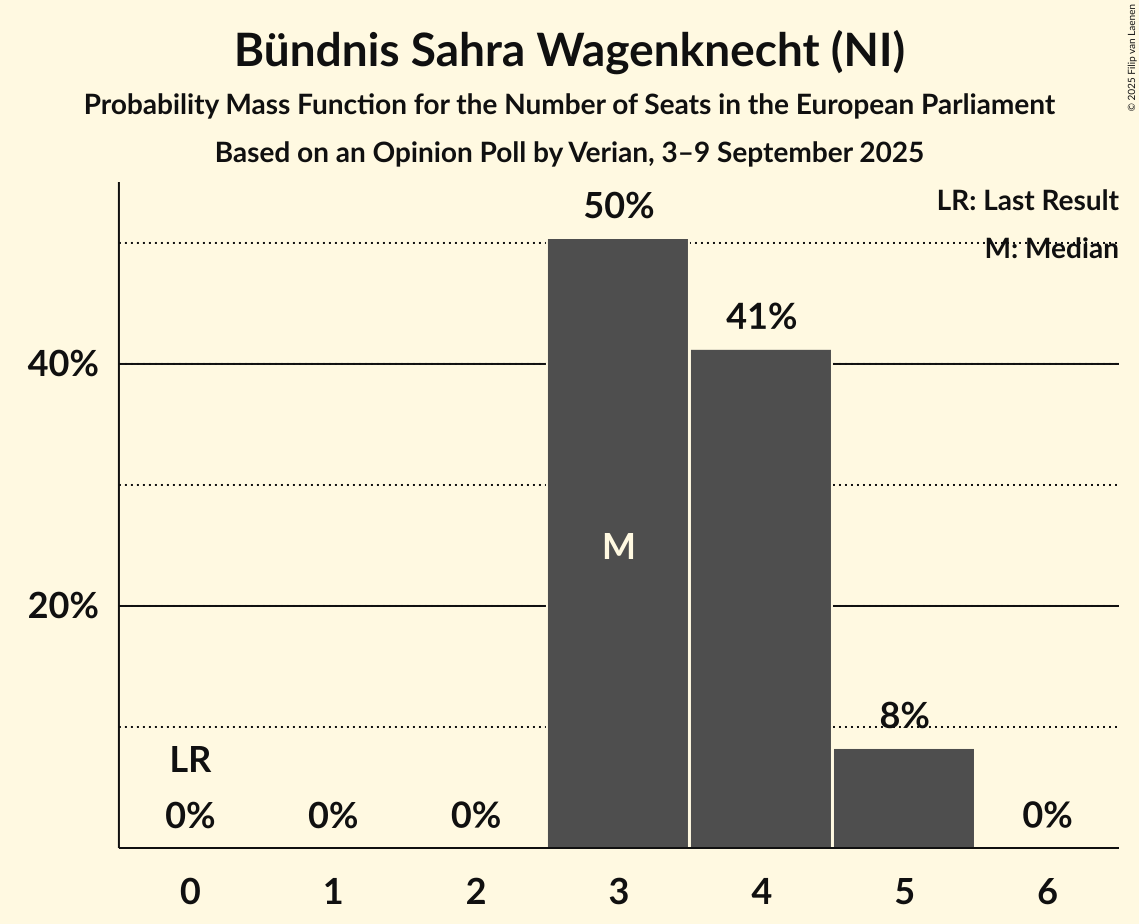 Bündnis Sahra Wagenknecht (NI)
Probability Mass Function for the Number of Seats in the European Parliament
Based on an Opinion Poll by Verian, 3–9 September 2025
© 2025 Filip van Laenen
LR: Last Result
M: Median
50%
41%
40%
M
20%
8%
LR
0%
0%
0%
0%
0
1
2
3
4
5
6